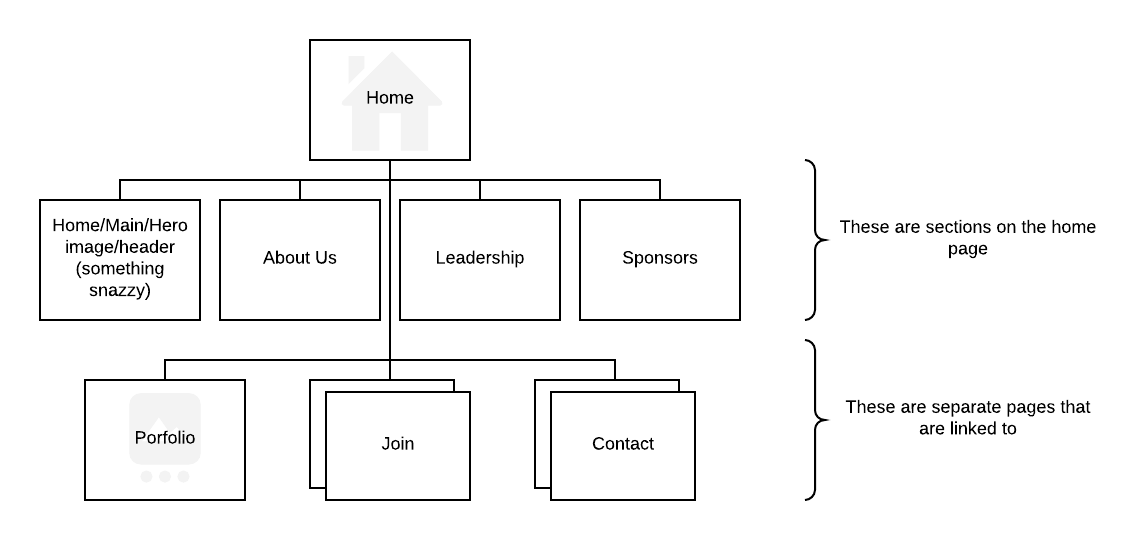 Home
Home/Main/Hero
image/header
(something
snazzy)
About Us
Leadership
Sponsors
These are sections on the home
page
Porfolio
Join
Contact
These are separate pages that
are linked to